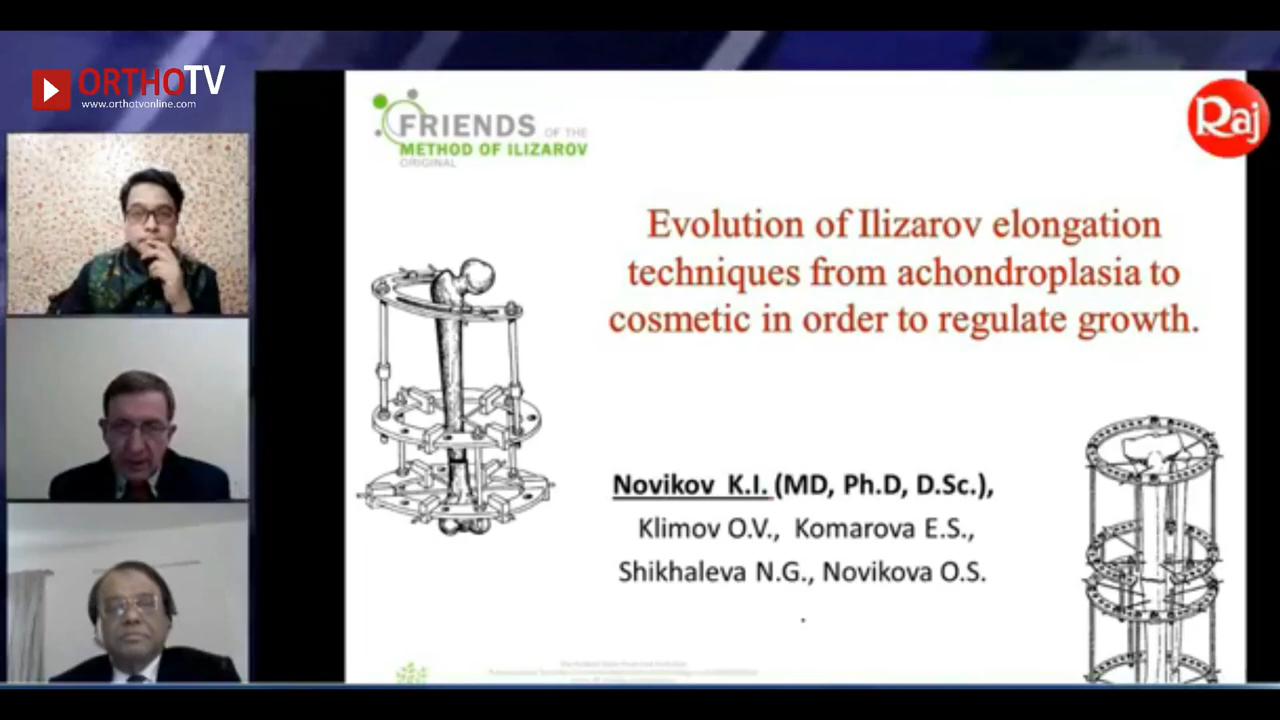 ORTHOTV
www.orthotvonline.com
FRIENDS OF THE
METHOD OF ILIZAROV
ORIGINAL
Raj
Evolution of Ilizarov elongation
techniques from achondroplasia to
cosmetic in order to regulate growth.
Novikov K.I. (MD, Ph.D, D.Sc.),
Klimov O.V., Komarova E.S.,
Shikhaleva N.G., Novikova O.S.
.